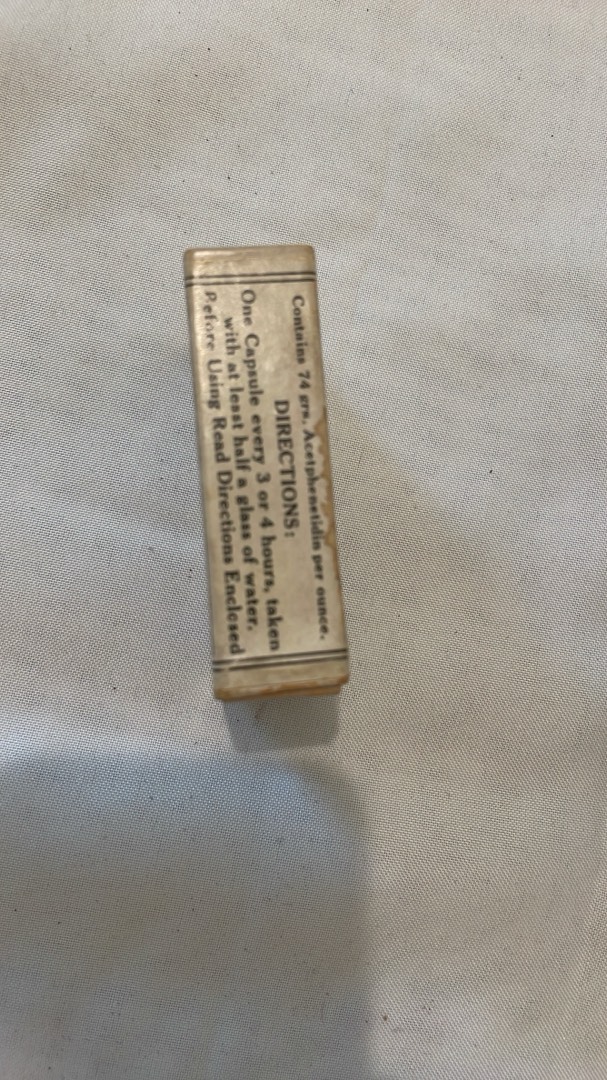 Contains 74 grs. Acetphenetidin per ounce.
DIRECTIONS:
One Capsule every 3 or 4 hours, taken
with at least half a glass of water.
Before Using Read Directions Enclosed